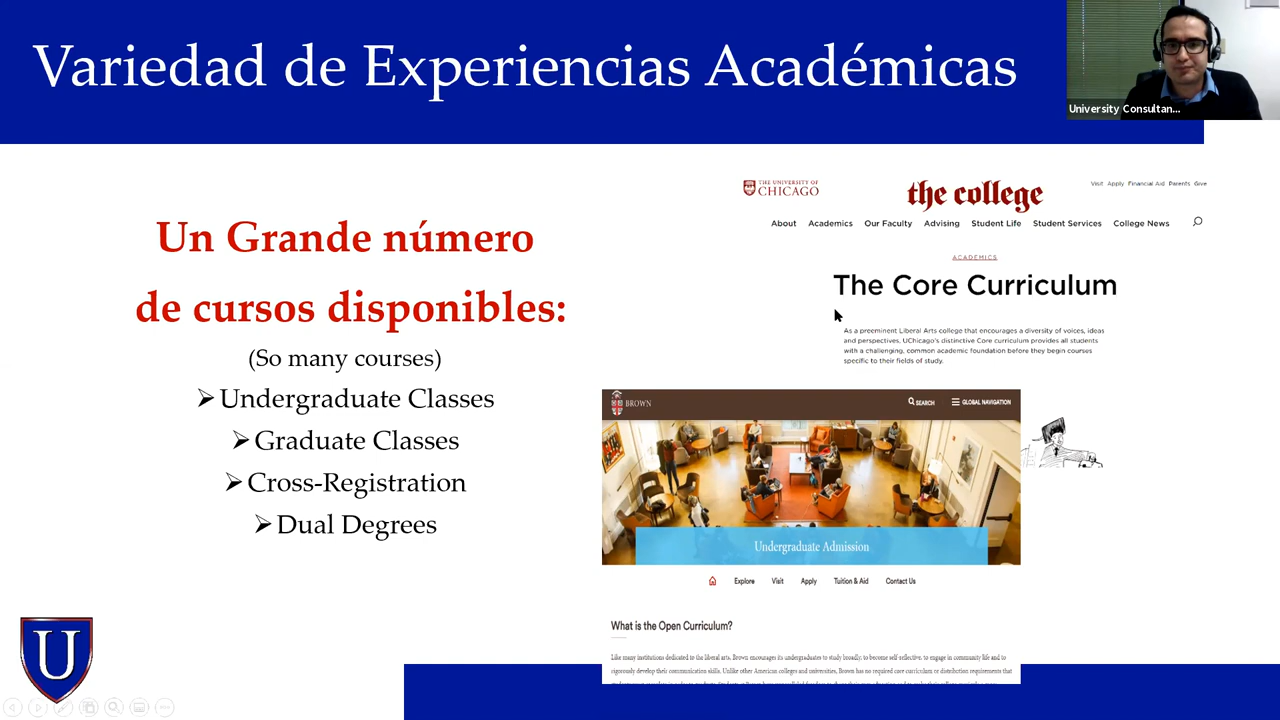 Variedad de Experiencias Académicas
University Consultan...
Un Grande número
de cursos disponibles:
(So many courses)
Undergraduate Classes
Graduate Classes
Cross-Registration
Dual Degrees
THE UNIVERSITY OF
CHICAGO
the college
Visit Apply Financial Aid Parents Give
About Academics Our Faculty Advising Student Life Student Services College News
ACADEMICS
The Core Curriculum
As a preeminent Liberal Arts college that encourages a diversity of voices, ideas
and perspectives, UChicago's distinctive Core curriculum provides all students
with a challenging, common academic foundation before they begin courses
specific to their fields of study.
BROWN
SEARCH
GLOBAL NAVIGATION
Undergraduate Admission
Explore Visit Apply Tuition & Aid Contact Us
What is the Open Curriculum?
Like many institutions dedicated to the liberal arts, Brown encourages its undergraduates to study broadly, to become self-reflective, to engage in community life and to
rigorously develop their communication skills. Unlike other American colleges and universities, Brown has no required core curriculum or distribution requirements that
U